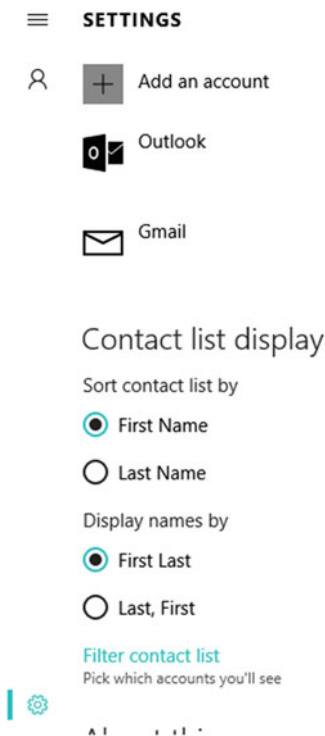 SETTINGS
Add an account
Outlook
Gmail
Contact list display
Sort contact list by
First Name
Last Name
Display names by
First Last
Last, First
Filter contact list
Pick which accounts you'll see